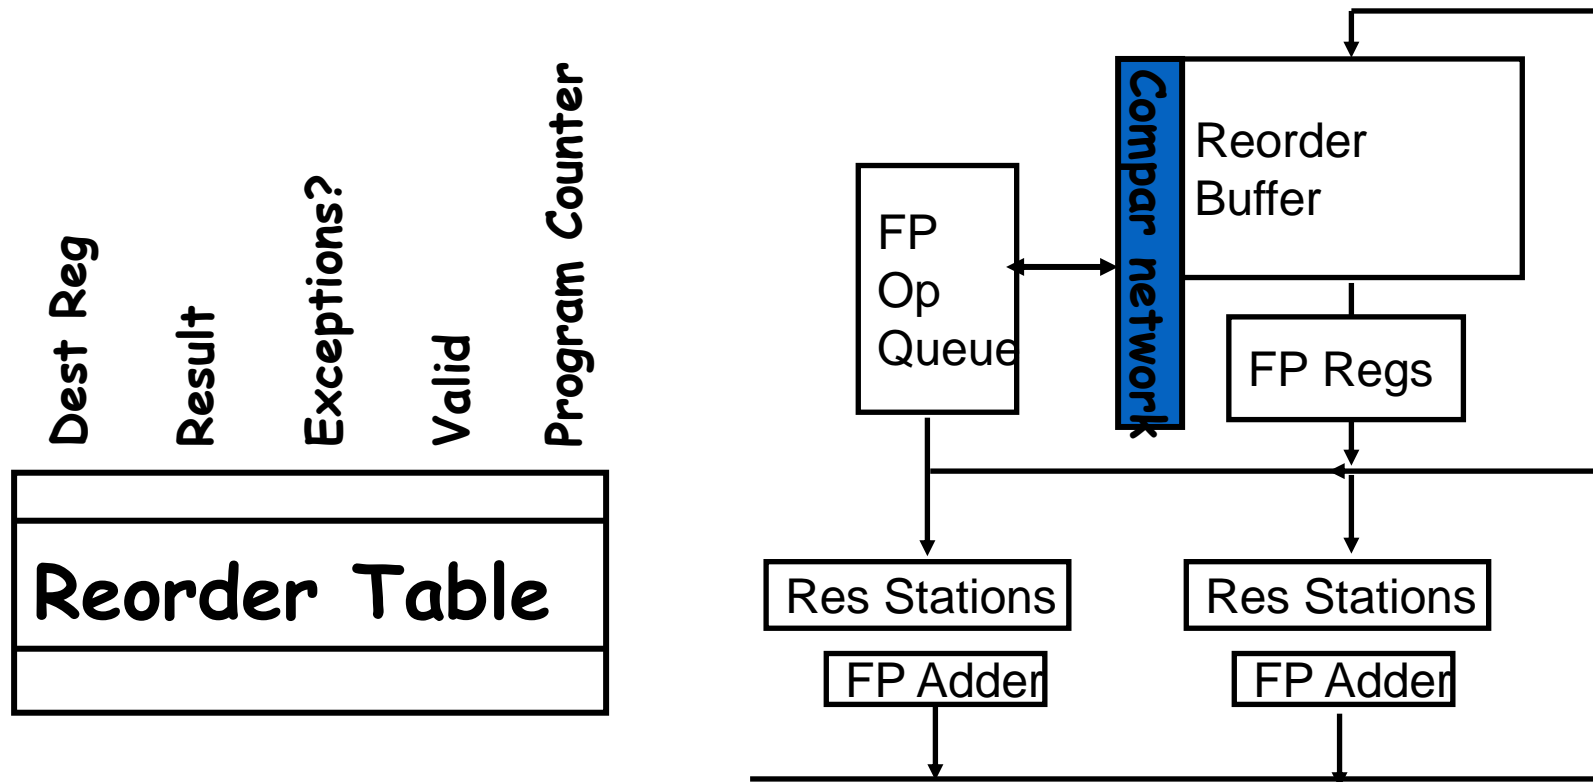 Dest Reg
Result
Exceptions?
Valid
Program Counter
Reorder Table
Compar network
Reorder
Buffer
FP
Op
Queue
FP Regs
Res Stations
Res Stations
FP Adder
FP Adder